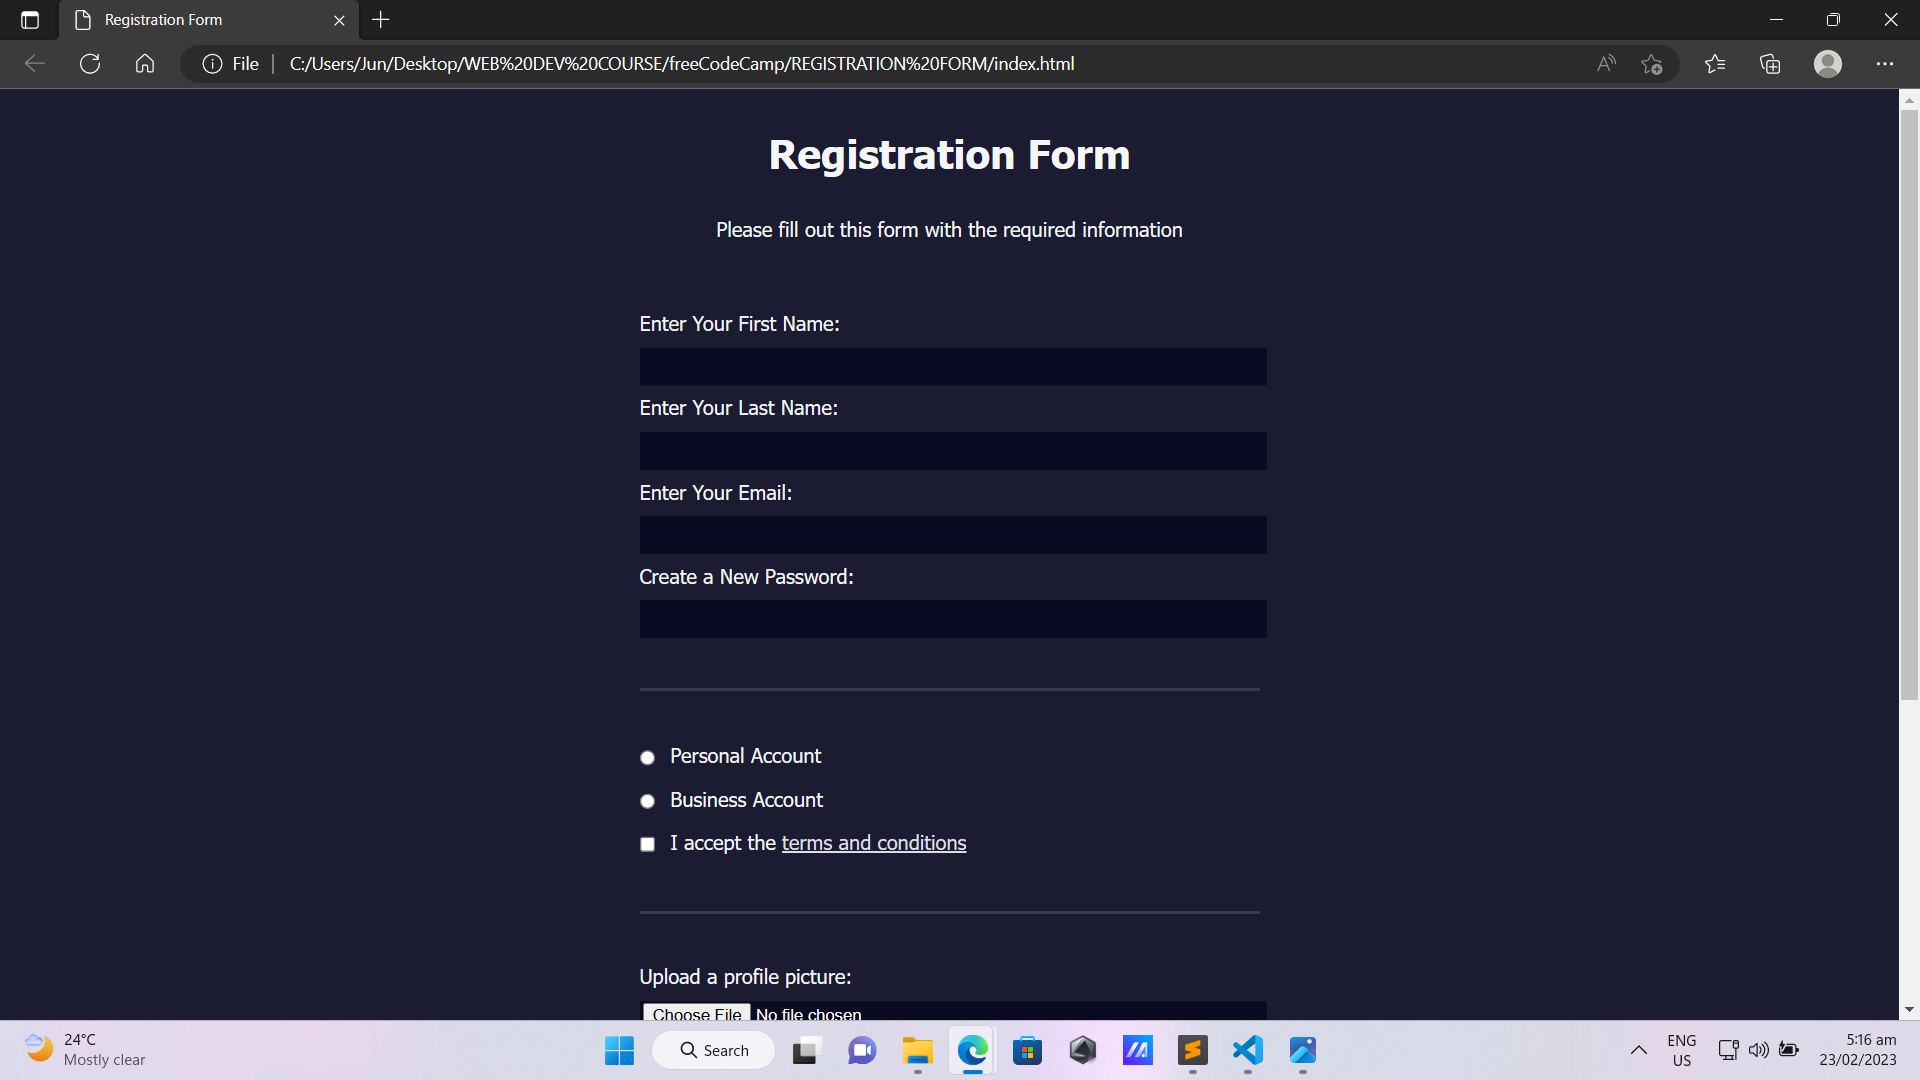 Registration Form
File
C:/Users/Jun/Desktop/WEB%20DEV%20COURSE/freeCodeCamp/REGISTRATION%20FORM/index.html
Registration Form
Please fill out this form with the required information
Enter Your First Name:
Enter Your Last Name:
Enter Your Email:
Create a New Password:
Personal Account
Business Account
I accept the terms and conditions
Upload a profile picture:
Choose File No file chosen
24°C
Mostly clear
Search
ENG
US
5:16 am
23/02/2023